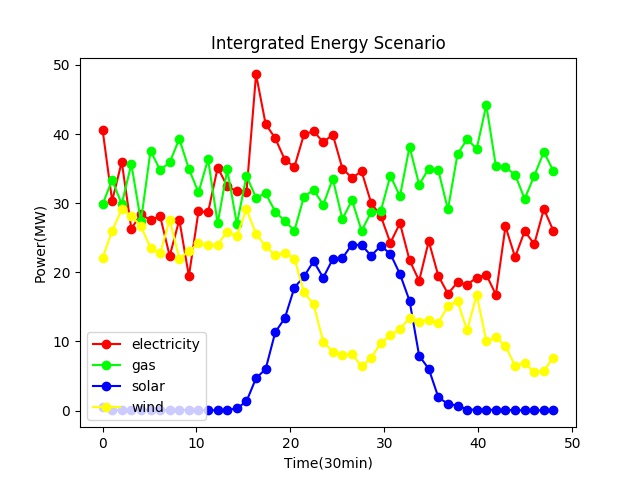 Intergrated Energy Scenario
50
40
30
20
10
0
Power(MW)
electricity
gas
solar
wind
0 10 20 30 40 50
Time(30min)